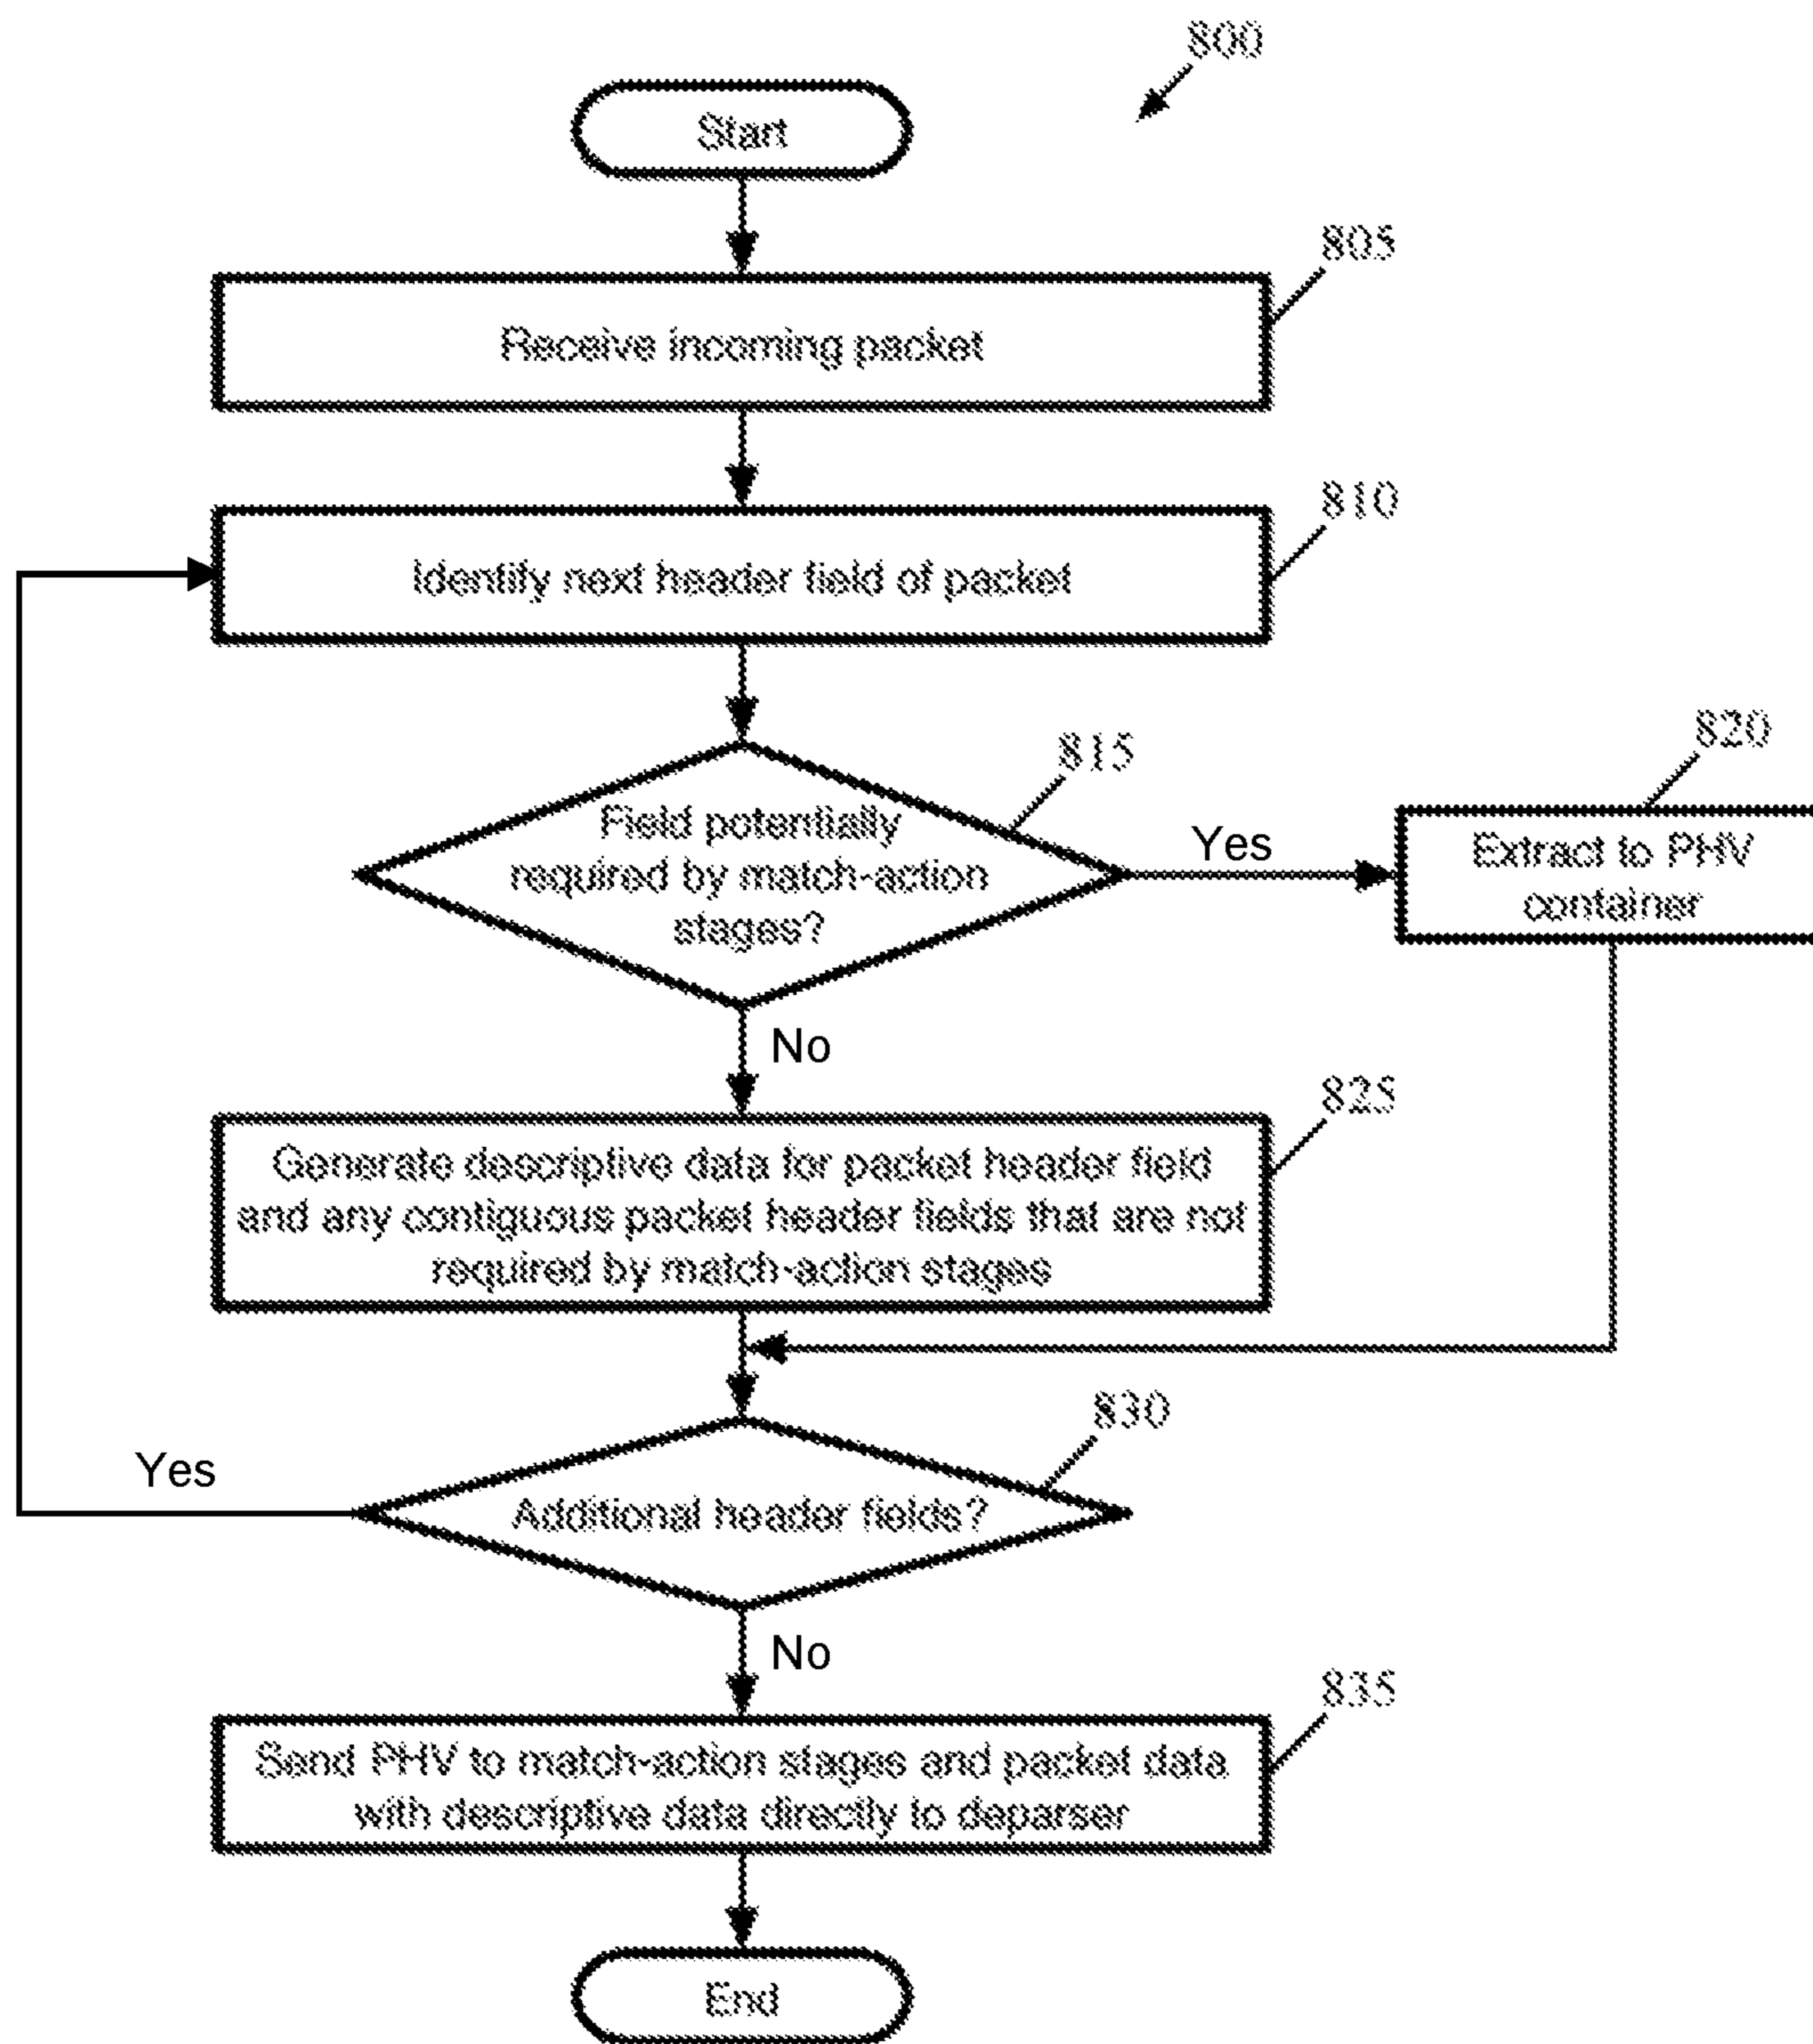 800
Start
805
Receive incoming packet
810
Identify next header field of packet
815
820
Field potentially
required by match-action
stages?
Yes
Extract to PHV
container
No
825
Generate descriptive data for packet header field
and any contiguous packet header fields that are not
required by match-action stages
830
Yes
Additional header fields?
No
835
Send PHV to match-action stages and packet data
with descriptive data directly to deparser
End